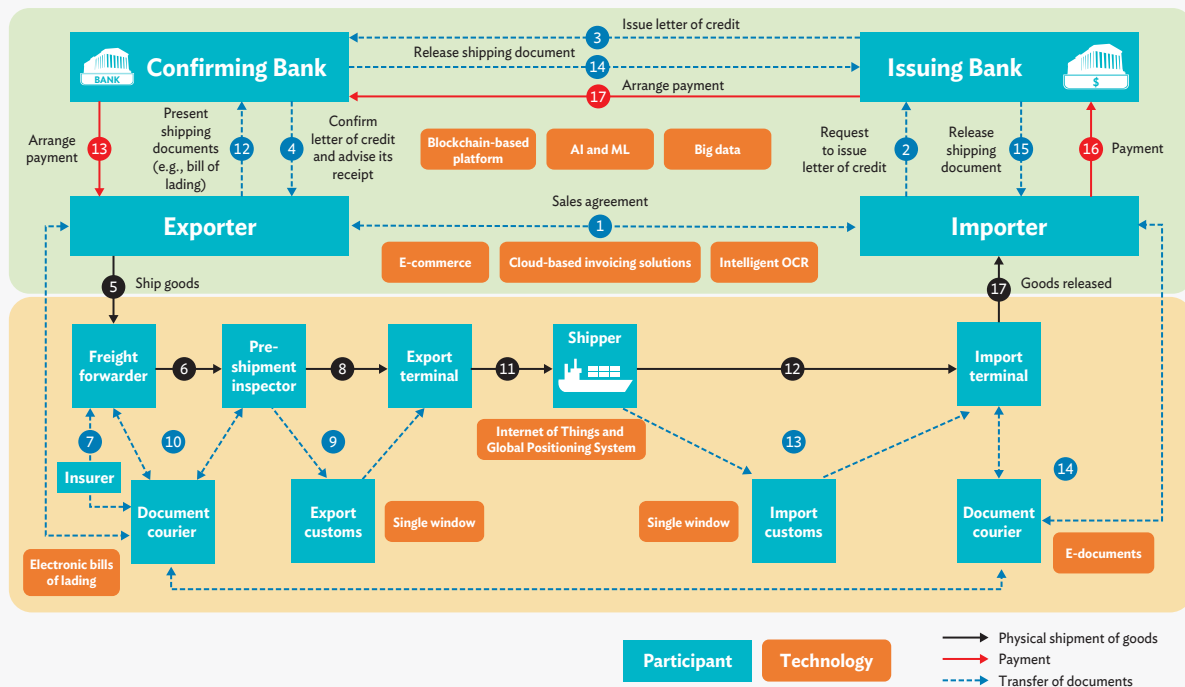 Issue letter of credit
3
Release shipping document
14
Arrange payment
17
BANK
Confirming Bank
Issuing Bank
$
Arrange
payment
13
Present
shipping
documents
(e.g., bill of
lading)
12
4
Confirm
letter of credit
and advise its
receipt
Blockchain-based
platform
AI and ML
Big data
Request
to issue
letter of credit
2
Release
shipping
document
15
16
Payment
Sales agreement
1
Exporter
Importer
E-commerce
Cloud-based invoicing solutions
Intelligent OCR
5
Ship goods
17
Goods released
Freight
forwarder
6
Pre-
shipment
inspector
8
Export
terminal
11
Shipper
12
Import
terminal
7
10
9
Internet of Things and
Global Positioning System
13
14
Insurer
Document
courier
Export
customs
Single window
Single window
Import
customs
Document
courier
Electronic bills
of lading
E-documents
Participant
Technology
Physical shipment of goods
Payment
Transfer of documents